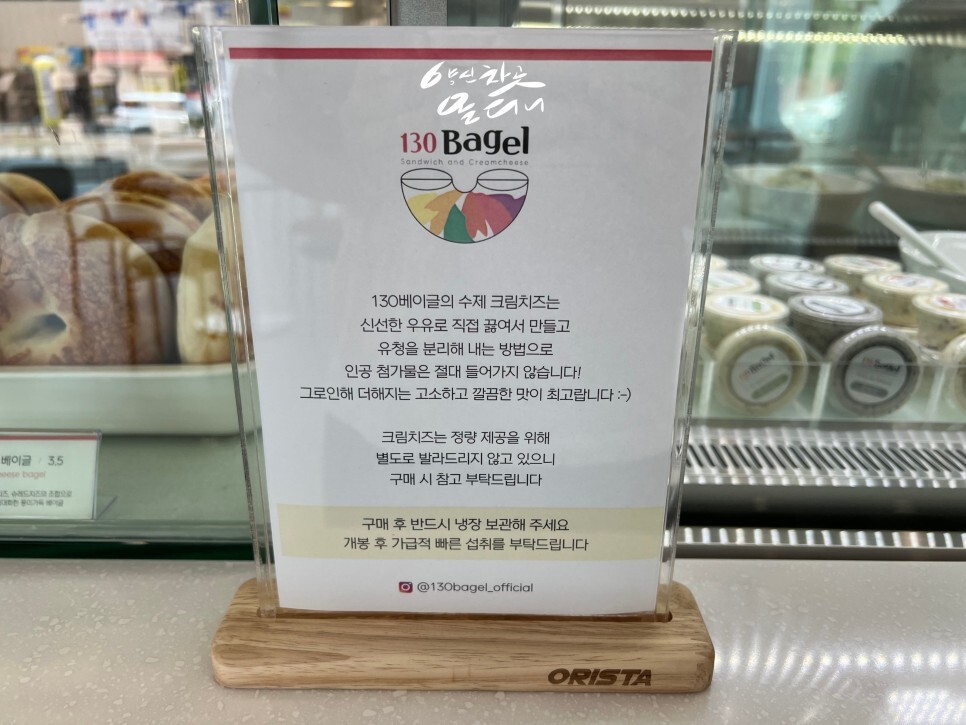 130 Bagel
Sandwich and Creamcheese
130베이글의 수제 크림치즈는
신선한 우유로 직접 끓여서 만들고
유청을 분리해 내는 방법으로
인공 첨가물은 절대 들어가지 않습니다!
그로인해 더해지는 고소하고 깔끔한 맛이 최고랍니다 :-)
크림치즈는 정량 제공을 위해
별도로 발라드리지 않고 있으니
구매 시 참고 부탁드립니다
구매 후 반드시 냉장 보관해 주세요
개봉 후 가급적 빠른 섭취를 부탁드립니다
@130bagel_official
ORISTA
베이글 / 3.5
bagel
130 Bagel